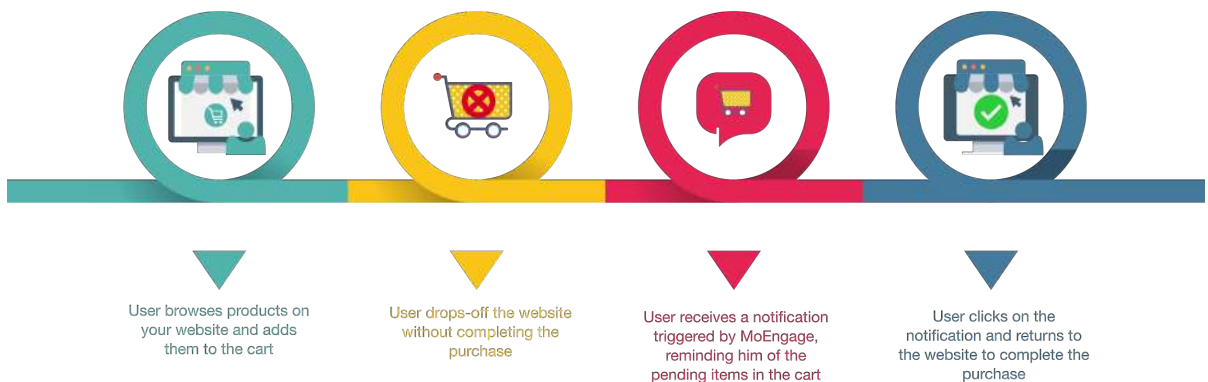 User browses products on
your website and adds
them to the cart
User drops-off the website
without completing the
purchase
User receives a notification
triggered by MoEngage,
reminding him of the
pending items in the cart
User clicks on the
notification and returns to
the website to complete the
purchase